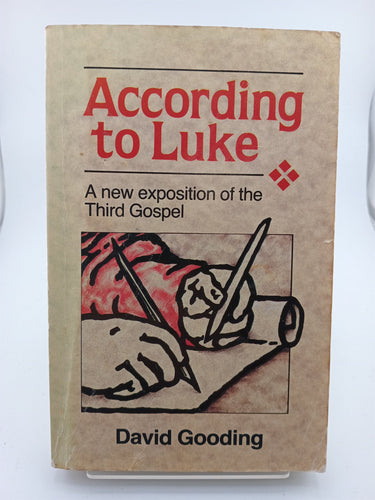 According
to Luke
A new exposition of the
Third Gospel
David Gooding